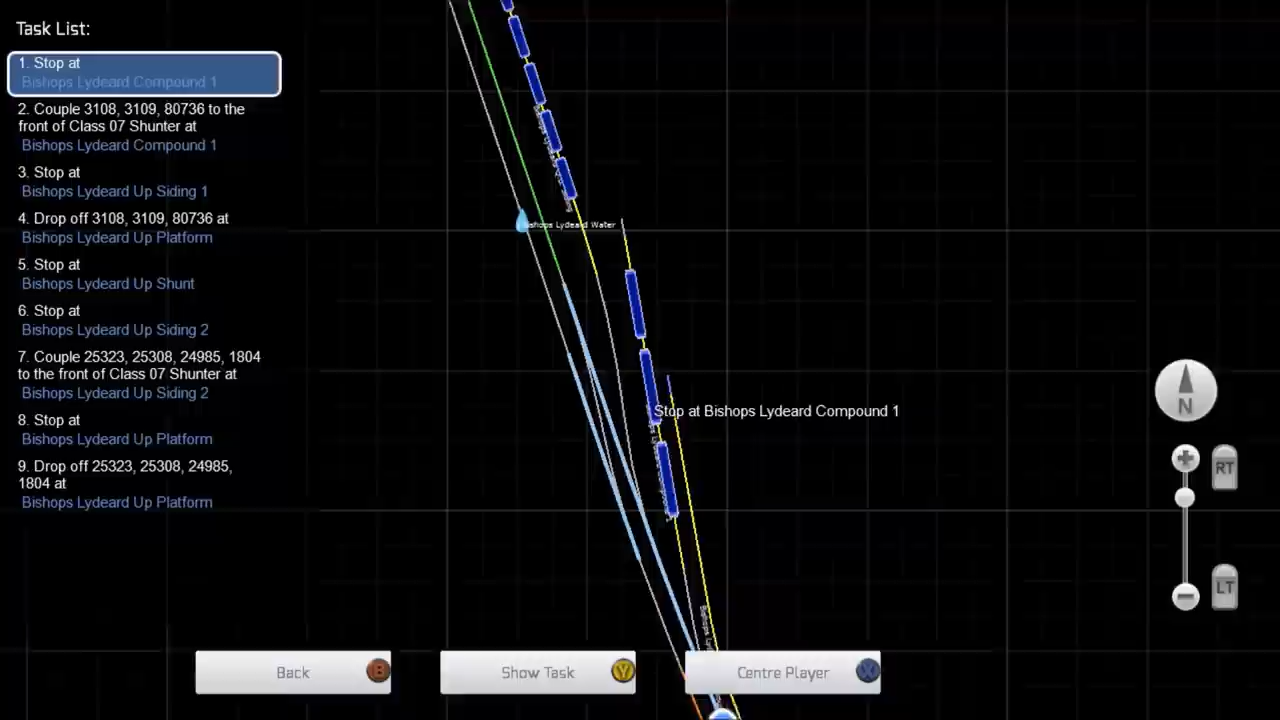 Task List:
1. Stop at
Bishops Lydeard Compound 1
2. Couple 3108, 3109, 80736 to the
front of Class 07 Shunter at
Bishops Lydeard Compound 1
3. Stop at
Bishops Lydeard Up Siding 1
4. Drop off 3108, 3109, 80736 at
Bishops Lydeard Up Platform
5. Stop at
Bishops Lydeard Up Shunt
6. Stop at
Bishops Lydeard Up Siding 2
7. Couple 25323, 25308, 24985, 1804
to the front of Class 07 Shunter at
Bishops Lydeard Up Siding 2
8. Stop at
Bishops Lydeard Up Platform
9. Drop off 25323, 25308, 24985,
1804 at
Bishops Lydeard Up Platform
Bishops Lydeard Water
Stop at Bishops Lydeard Compound 1
N
RT
LT
Back B
Show Task Y
Centre Player X